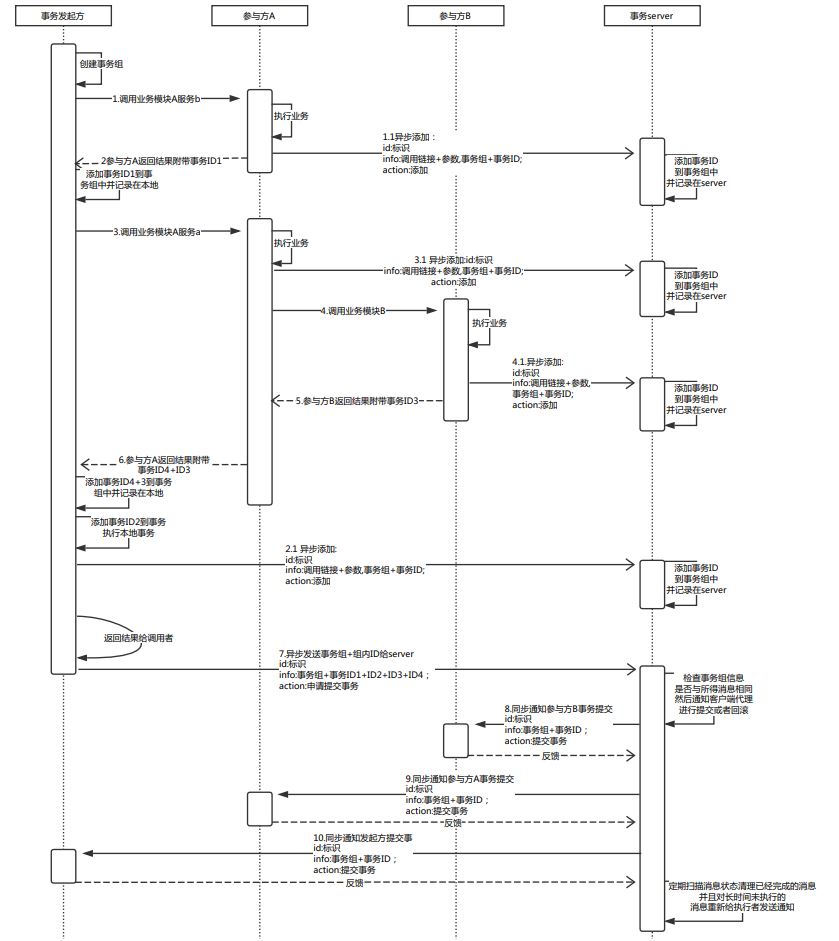 事务发起方
参与方A
参与方B
事务server
创建事务组
1.调用业务模块A服务b
执行业务
1.1异步添加：
id:标识
info:调用链接+参数,事务组+事务ID;
action:添加
2参与方A返回结果附带事务ID1
添加事务ID1到事
务组中并记录在本地
添加事务ID
到事务组中
并记录在server
3.调用业务模块A服务a
执行业务
3.1 异步添加:id:标识
info:调用链接+参数,事务组+事务ID;
action:添加
添加事务ID
到事务组中
并记录在server
4.调用业务模块B
执行业务
4.1.异步添加:
id:标识
info:调用链接+参数,
事务组+事务ID;
action:添加
添加事务ID
到事务组中
并记录在server
5.参与方B返回结果附带事务ID3
6.参与方A返回结果附带
事务ID4+ID3
添加事务ID4+3到事务
组中并记录在本地
添加事务ID2到事务
执行本地事务
2.1 异步添加:
id:标识
info:调用链接+参数,事务组+事务ID;
action:添加
添加事务ID
到事务组中
并记录在server
返回结果给调用者
7.异步发送事务组+组内ID给server
id:标识
info:事务组+事务ID1+ID2+ID3+ID4；
action:申请提交事务
检查事务组信息
是否与所得消息相同
然后通知客户端代理
进行提交或者回滚
8.同步通知参与方B事务提交
id:标识
info:事务组+事务ID；
action:提交事务
反馈
9.同步通知参与方A事务提交
id:标识
info:事务组+事务ID；
action:提交事务
反馈
10.同步通知发起方提交事
id:标识
info:事务组+事务ID；
action:提交事务
反馈
定期扫描消息状态清理已经完成的消息
并且对长时间未执行的
消息重新给执行者发送通知